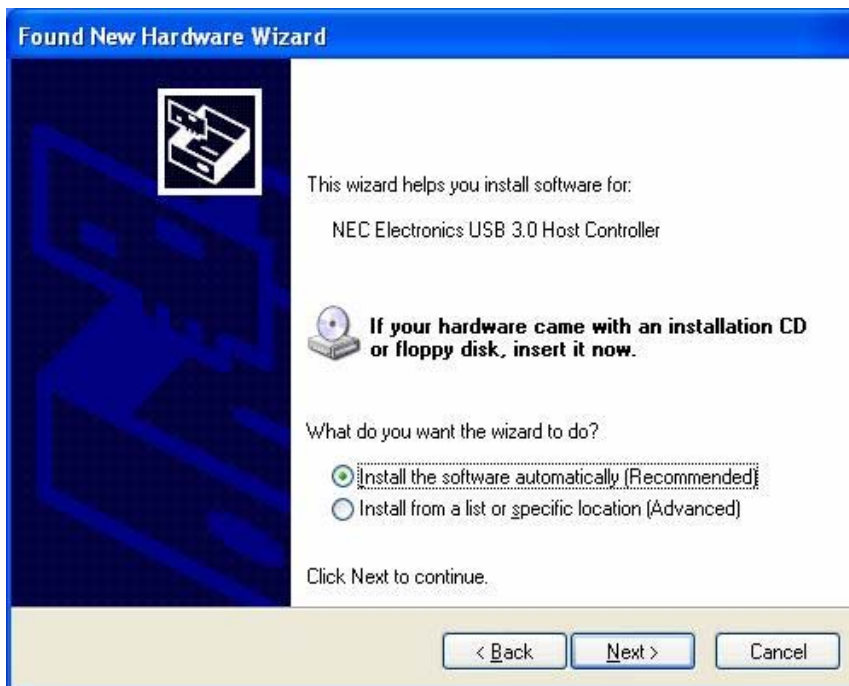 Found New Hardware Wizard
This wizard helps you install software for:
NEC Electronics USB 3.0 Host Controller
If your hardware came with an installation CD
or floppy disk, insert it now.
What do you want the wizard to do?
Install the software automatically (Recommended)
Install from a list or specific location (Advanced)
Click Next to continue.
< Back Next > Cancel